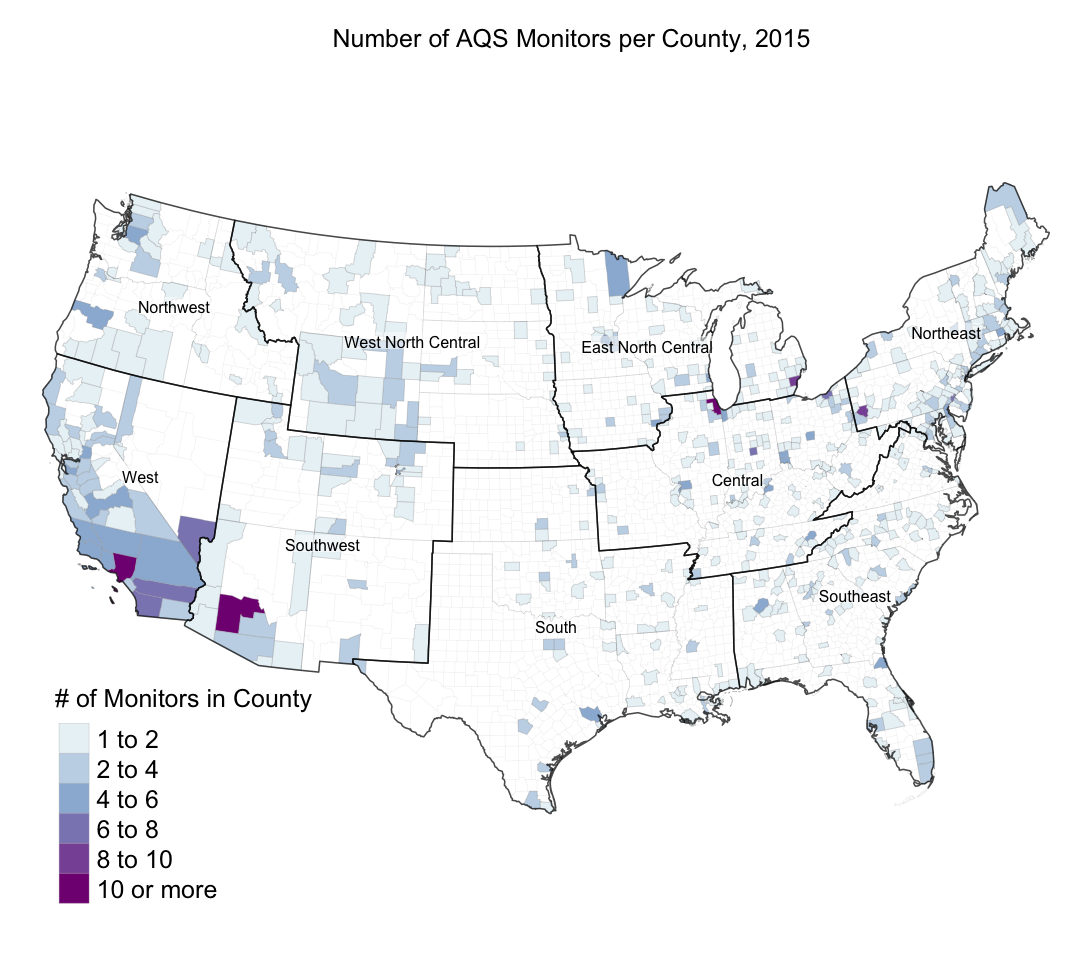 Number of AQS Monitors per County, 2015
Northwest
West North Central
East North Central
Northeast
West
Central
Southwest
Southeast
South
# of Monitors in County
1 to 2
2 to 4
4 to 6
6 to 8
8 to 10
10 or more